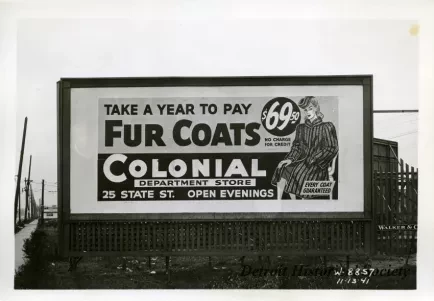 TAKE A YEAR TO PAY
FUR COATS
$69.50
NO CHARGE
FOR CREDIT
COLONIAL
DEPARTMENT STORE
25 STATE ST. OPEN EVENINGS
EVERY COAT
GUARANTEED
WALKER & C
Detroit Historical Society
W-8857
11-13-41